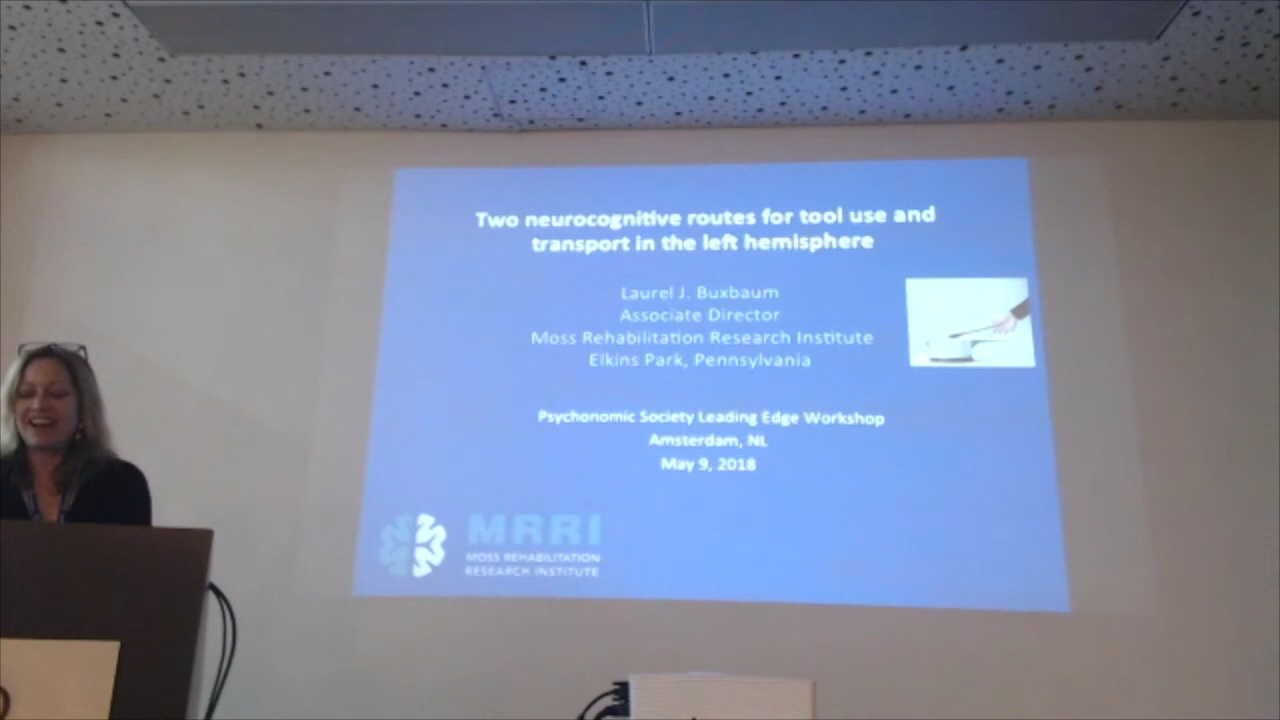 Two neurocognitive routes for tool use and
transport in the left hemisphere
Laurel J. Buxbaum
Associate Director
Moss Rehabilitation Research Institute
Elkins Park, Pennsylvania
Psychonomic Society Leading Edge Workshop
Amsterdam, NL
May 9, 2018
MRRI
MOSS REHABILITATION
RESEARCH INSTITUTE